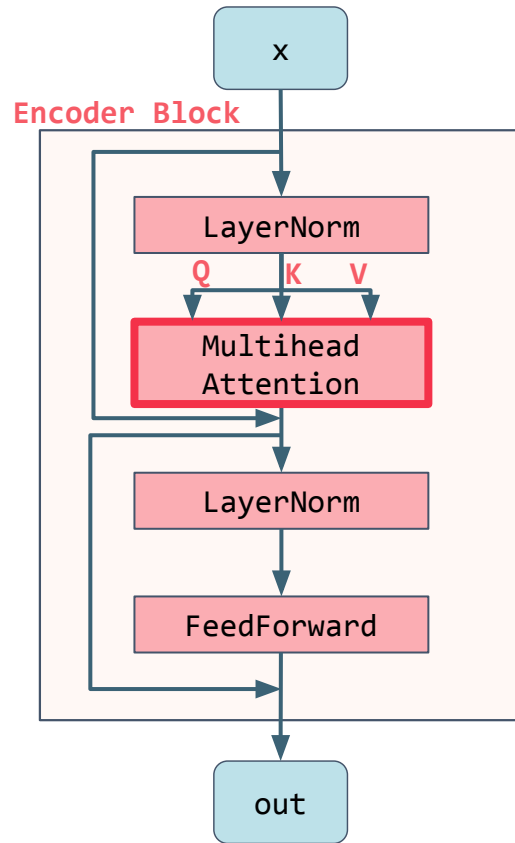 x
Encoder Block
LayerNorm
Q K V
Multihead
Attention
LayerNorm
FeedForward
out